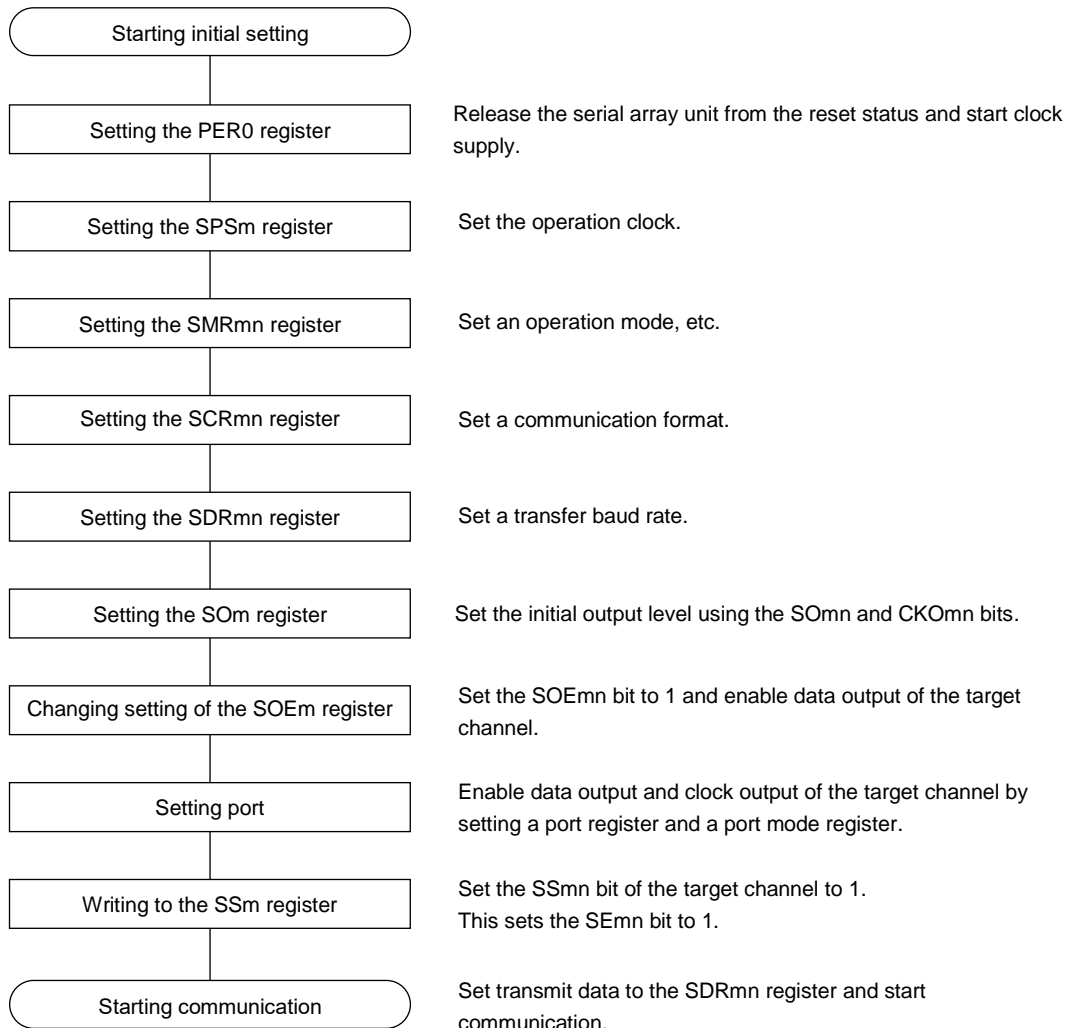 Starting initial setting
Setting the PER0 register
Release the serial array unit from the reset status and start clock
supply.
Setting the SPSm register
Set the operation clock.
Setting the SMRmn register
Set an operation mode, etc.
Setting the SCRmn register
Set a communication format.
Setting the SDRmn register
Set a transfer baud rate.
Setting the SOm register
Set the initial output level using the SOmn and CKOmn bits.
Changing setting of the SOEm register
Set the SOEmn bit to 1 and enable data output of the target
channel.
Setting port
Enable data output and clock output of the target channel by
setting a port register and a port mode register.
Writing to the SSm register
Set the SSmn bit of the target channel to 1.
This sets the SEmn bit to 1.
Starting communication
Set transmit data to the SDRmn register and start
communication.